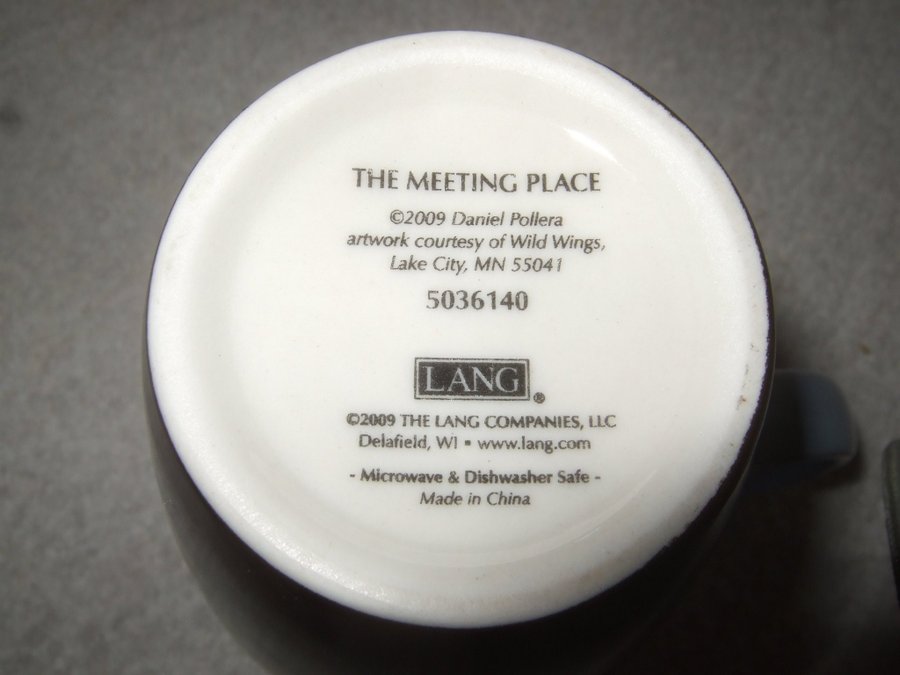 THE MEETING PLACE
©2009 Daniel Pollera
artwork courtesy of Wild Wings,
Lake City, MN 55041
5036140
LANG®
©2009 THE LANG COMPANIES, LLC
Delafield, WI ▪ www.lang.com
- Microwave & Dishwasher Safe -
Made in China